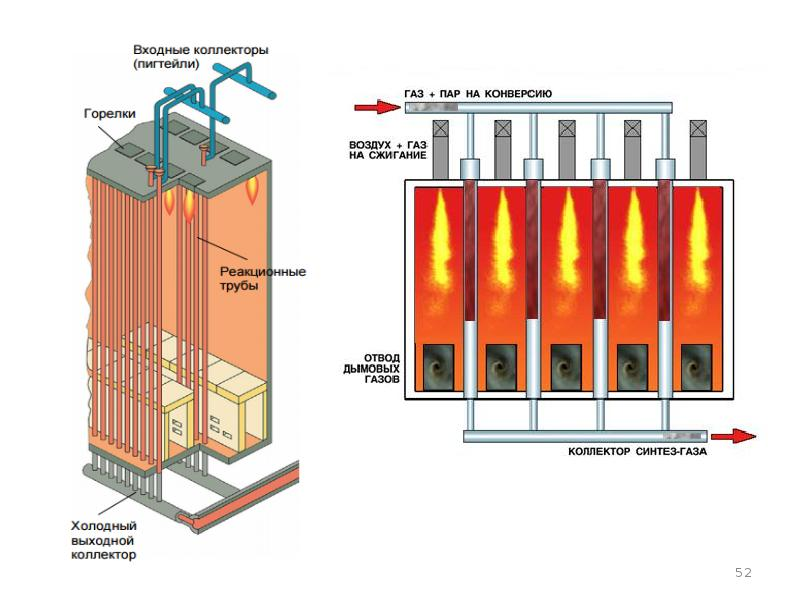 Входные коллекторы
(пигтейли)
Горелки
Реакционные
трубы
Холодный
выходной
коллектор
ГАЗ + ПАР НА КОНВЕРСИЮ
ВОЗДУХ + ГАЗ
НА СЖИГАНИЕ
ОТВОД
ДЫМОВЫХ
ГАЗОВ
КОЛЛЕКТОР СИНТЕЗ-ГАЗА
52